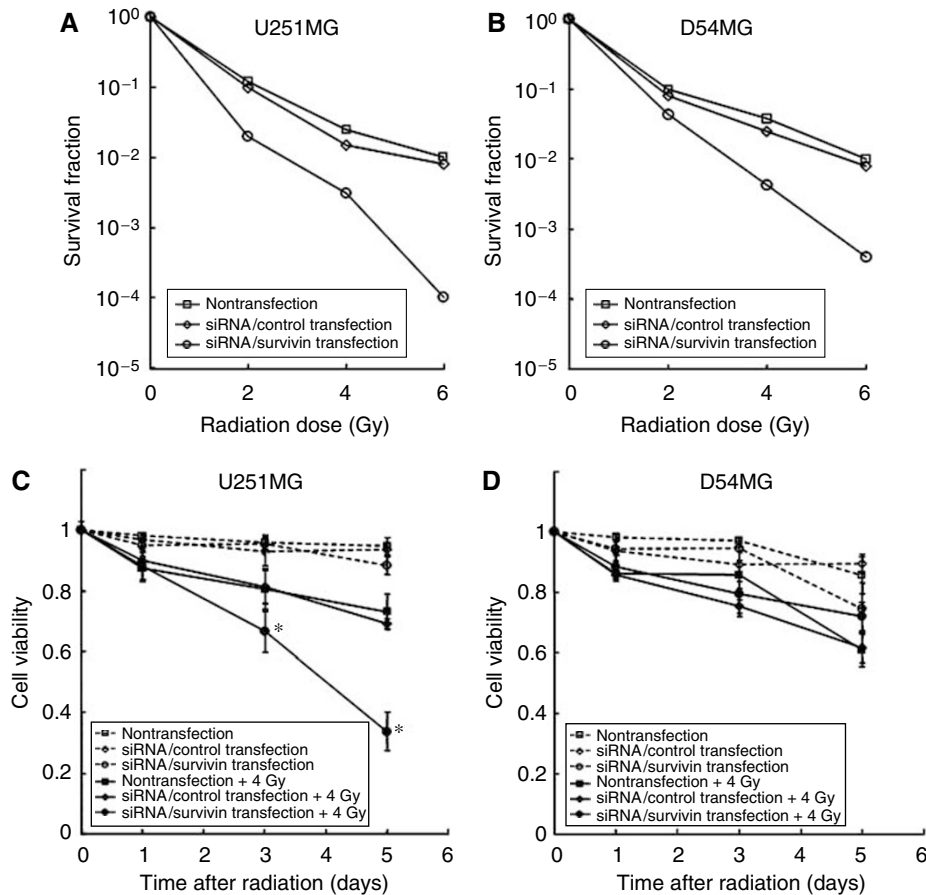 A
U251MG
10⁰
10⁻¹
10⁻²
10⁻³
10⁻⁴
10⁻⁵
Survival fraction
Nontransfection
siRNA/control transfection
siRNA/survivin transfection
0 2 4 6
Radiation dose (Gy)
B
D54MG
10⁰
10⁻¹
10⁻²
10⁻³
10⁻⁴
10⁻⁵
Survival fraction
Nontransfection
siRNA/control transfection
siRNA/survivin transfection
0 2 4 6
Radiation dose (Gy)
C
U251MG
1
0.8
0.6
0.4
0.2
0
Cell viability
*
*
Nontransfection
siRNA/control transfection
siRNA/survivin transfection
Nontransfection + 4 Gy
siRNA/control transfection + 4 Gy
siRNA/survivin transfection + 4 Gy
0 1 2 3 4 5 6
Time after radiation (days)
D
D54MG
1
0.8
0.6
0.4
0.2
0
Cell viability
Nontransfection
siRNA/control transfection
siRNA/survivin transfection
Nontransfection + 4 Gy
siRNA/control transfection + 4 Gy
siRNA/survivin transfection + 4 Gy
0 1 2 3 4 5 6
Time after radiation (days)